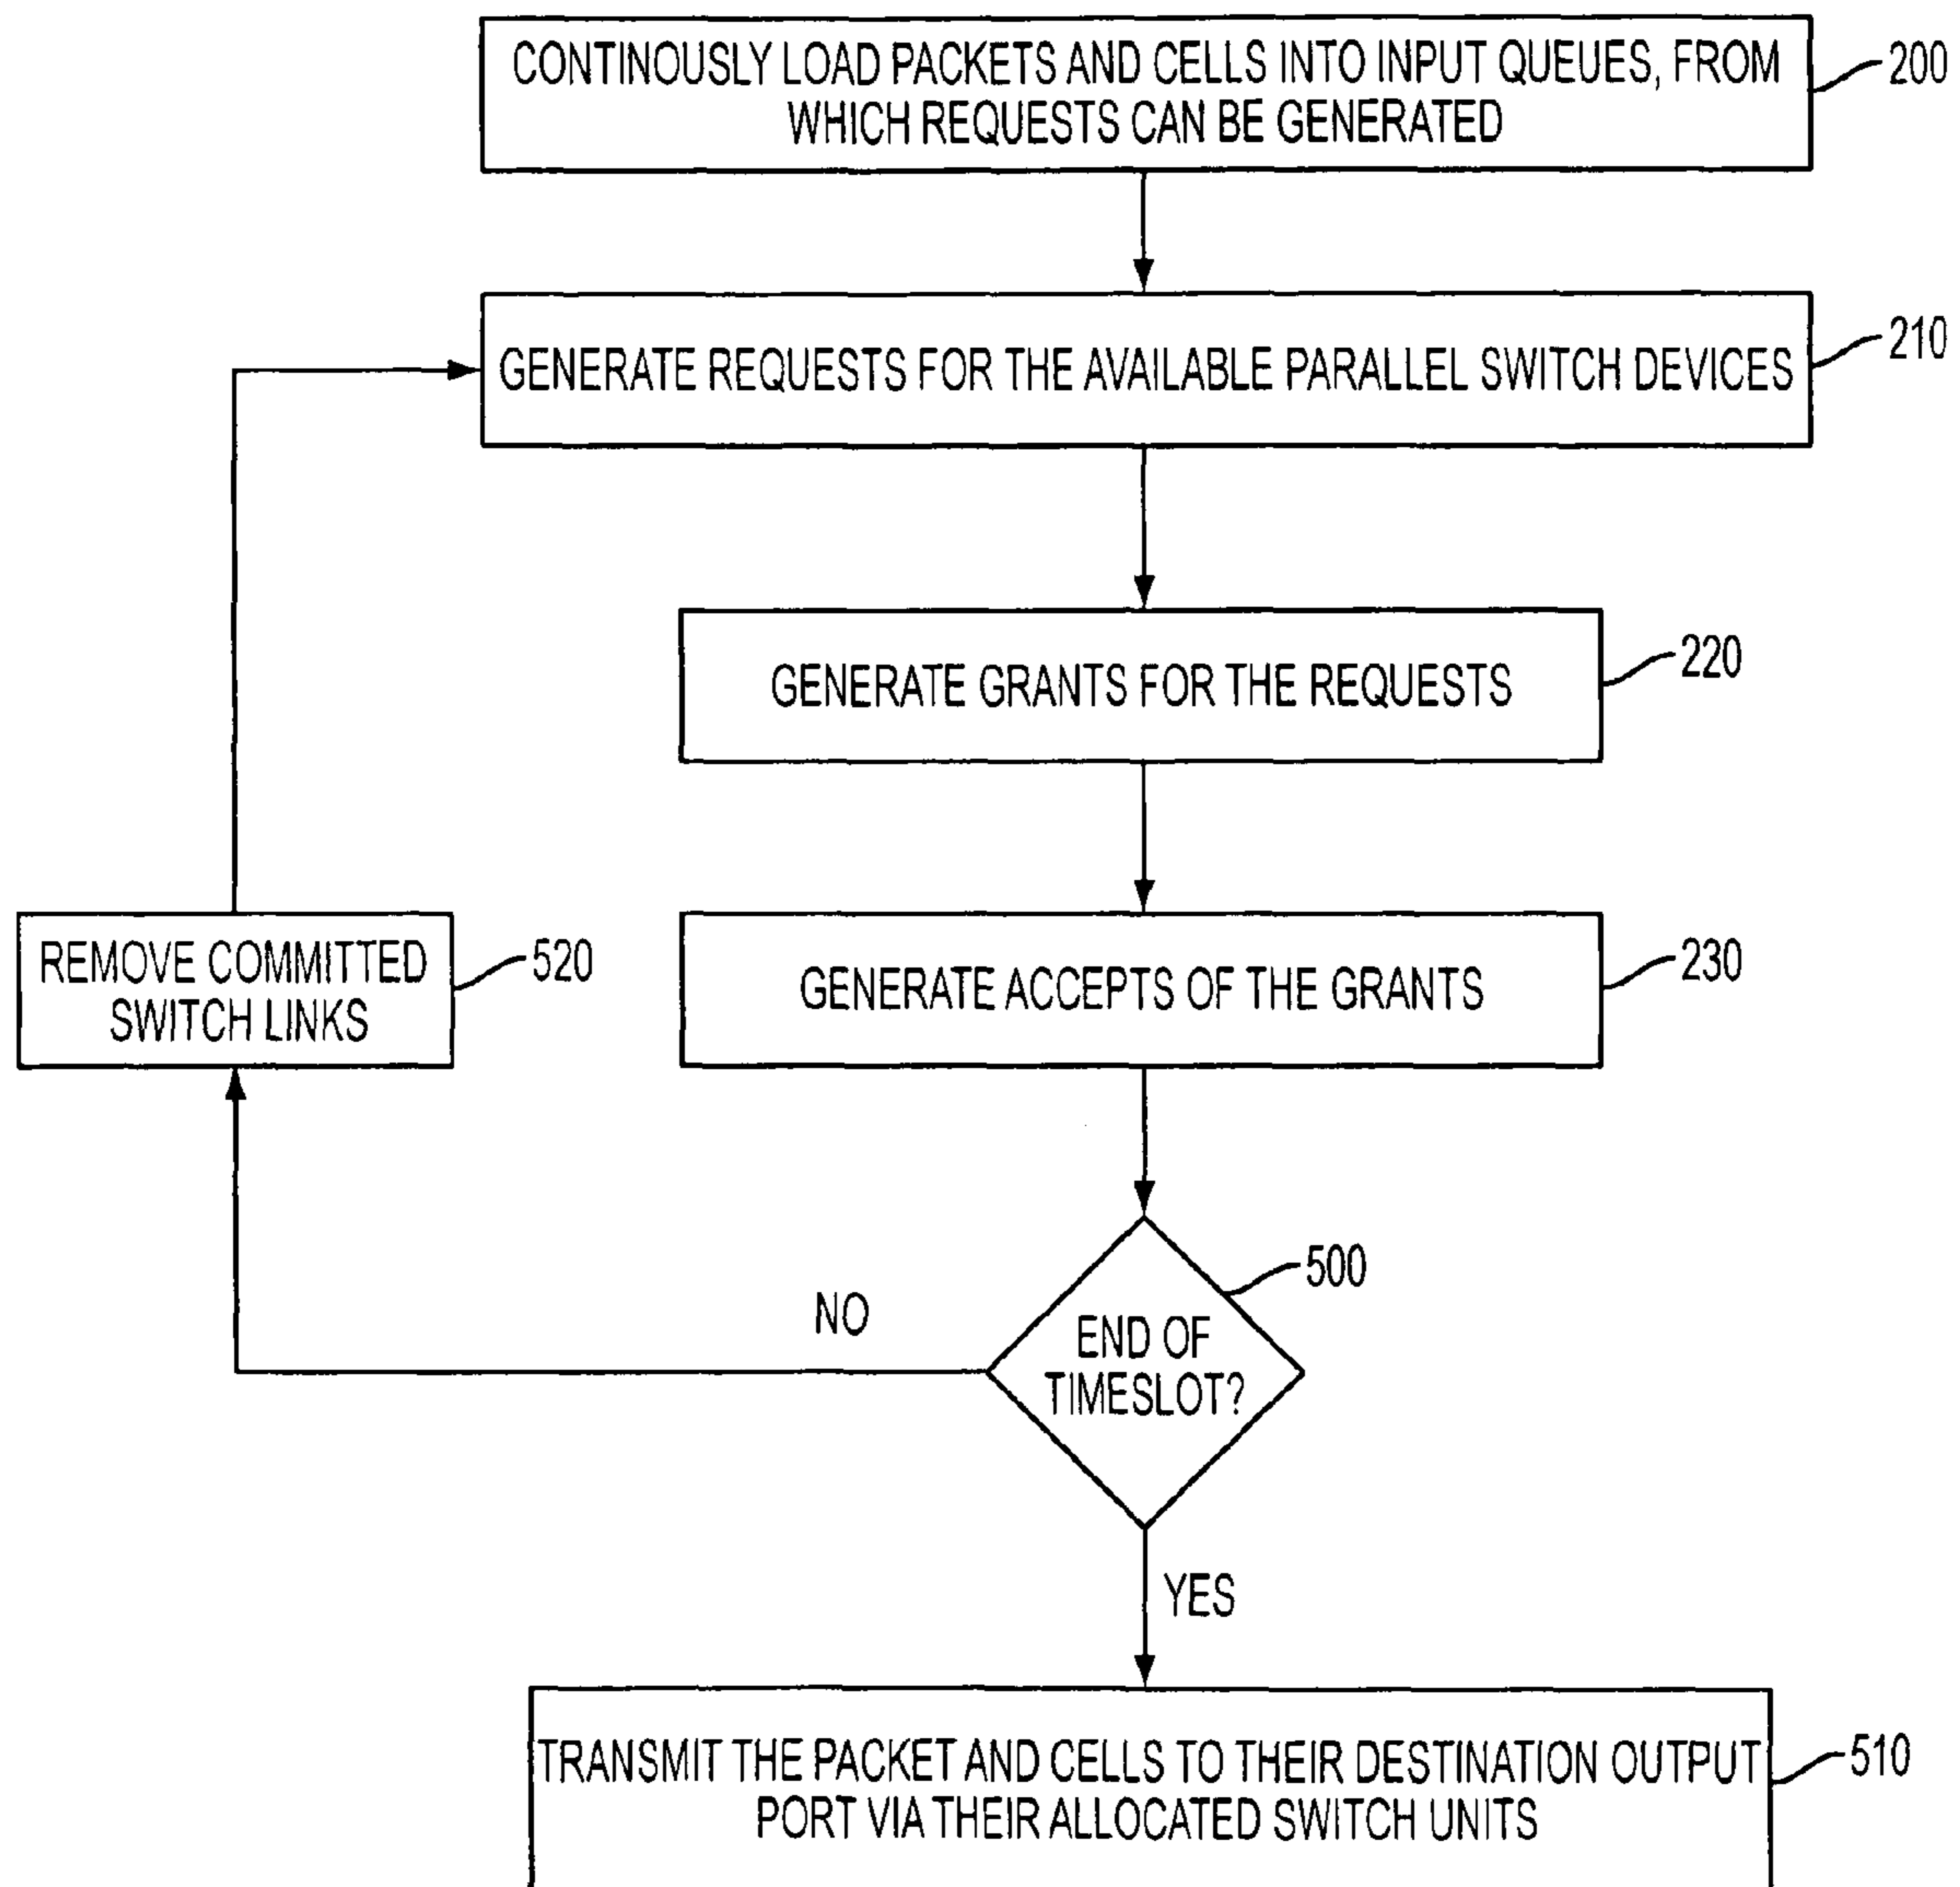 CONTINOUSLY LOAD PACKETS AND CELLS INTO INPUT QUEUES, FROM
WHICH REQUESTS CAN BE GENERATED
200
GENERATE REQUESTS FOR THE AVAILABLE PARALLEL SWITCH DEVICES
210
GENERATE GRANTS FOR THE REQUESTS
220
REMOVE COMMITTED
SWITCH LINKS
520
GENERATE ACCEPTS OF THE GRANTS
230
500
NO
END OF
TIMESLOT?
YES
TRANSMIT THE PACKET AND CELLS TO THEIR DESTINATION OUTPUT
PORT VIA THEIR ALLOCATED SWITCH UNITS
510